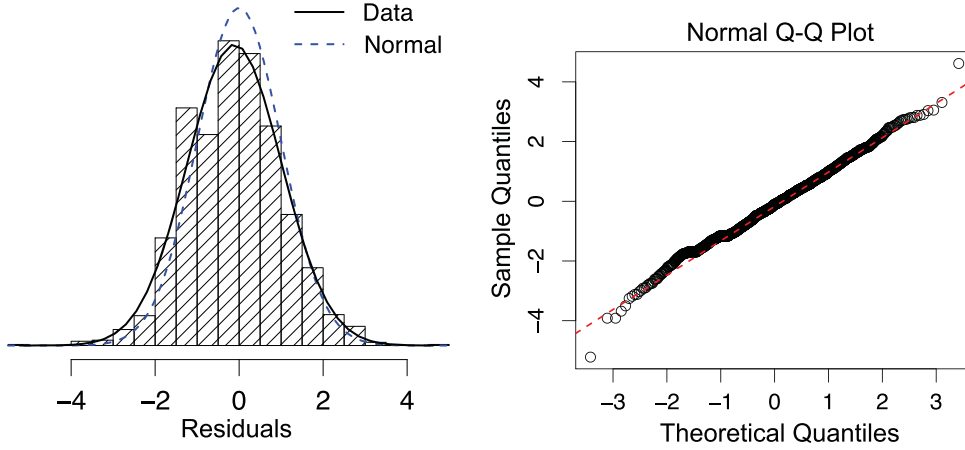 Data
Normal
−4 −2 0 2 4
Residuals
Normal Q-Q Plot
Sample Quantiles
4
2
0
−2
−4
−3 −2 −1 0 1 2 3
Theoretical Quantiles